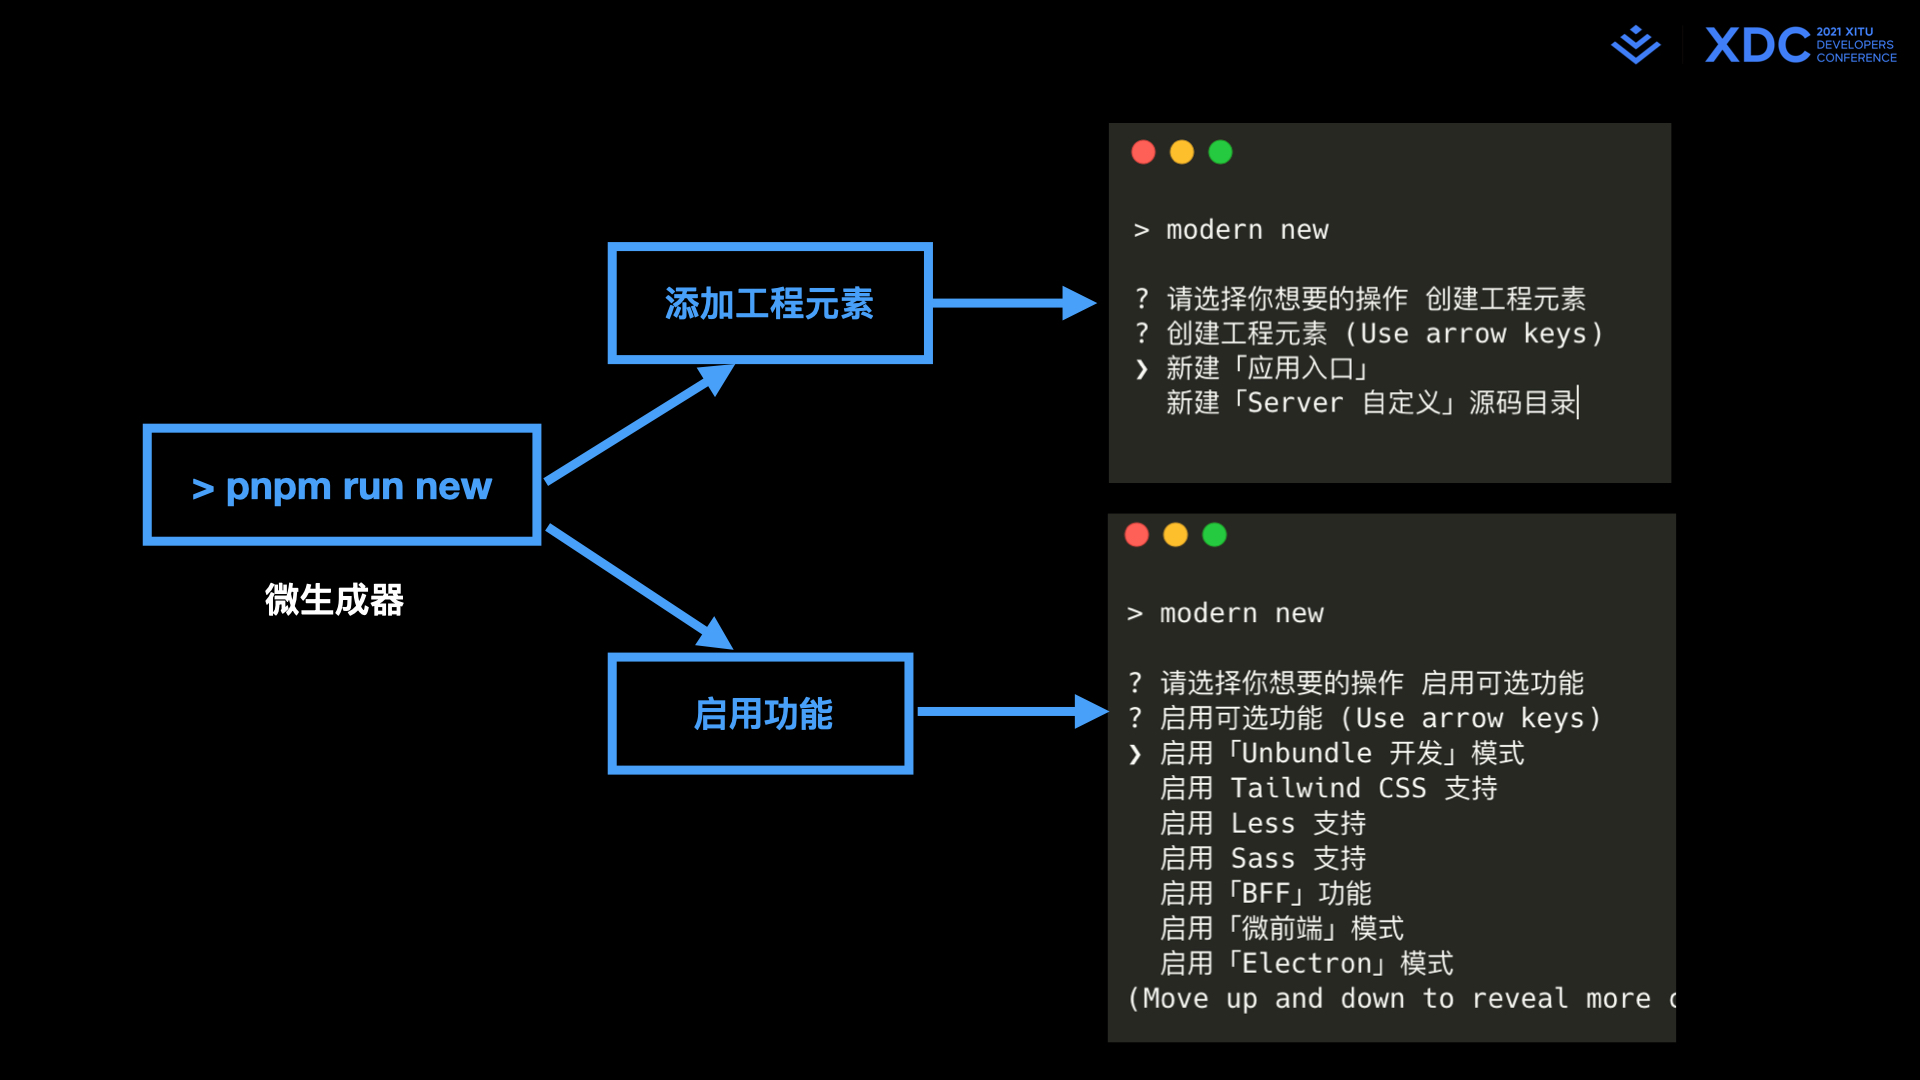 XDC
2021 XITU
DEVELOPERS
CONFERENCE
> pnpm run new
微生成器
添加工程元素
启用功能
> modern new
? 请选择你想要的操作 创建工程元素
? 创建工程元素 (Use arrow keys)
❯ 新建「应用入口」
新建「Server 自定义」源码目录
> modern new
? 请选择你想要的操作 启用可选功能
? 启用可选功能 (Use arrow keys)
❯ 启用「Unbundle 开发」模式
启用 Tailwind CSS 支持
启用 Less 支持
启用 Sass 支持
启用「BFF」功能
启用「微前端」模式
启用「Electron」模式
(Move up and down to reveal more